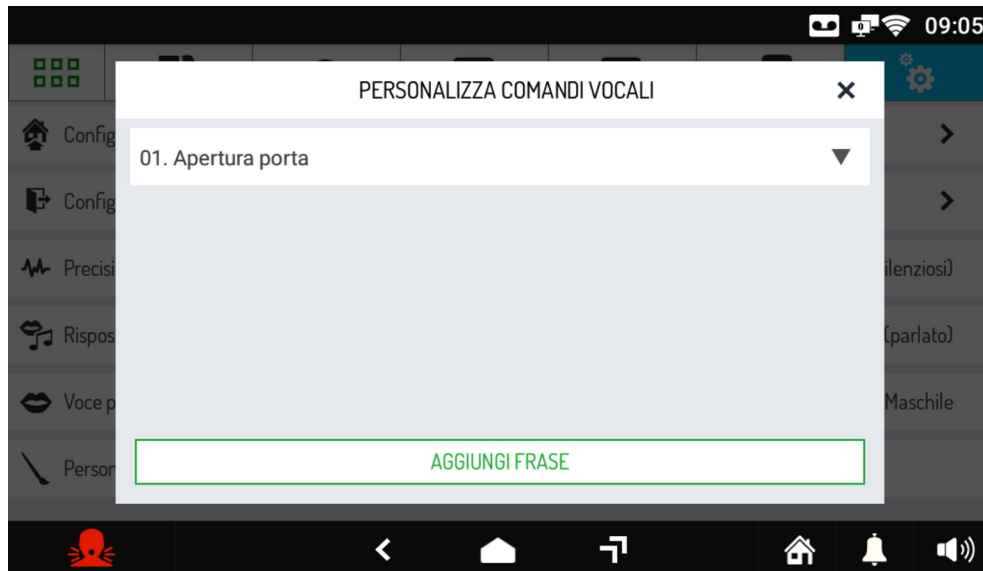 09:05
PERSONALIZZA COMANDI VOCALI
Config
01. Apertura porta
Config
Precisi
ilenziosi)
Rispos
(parlato)
Voce p
Maschile
AGGIUNGI FRASE
Person